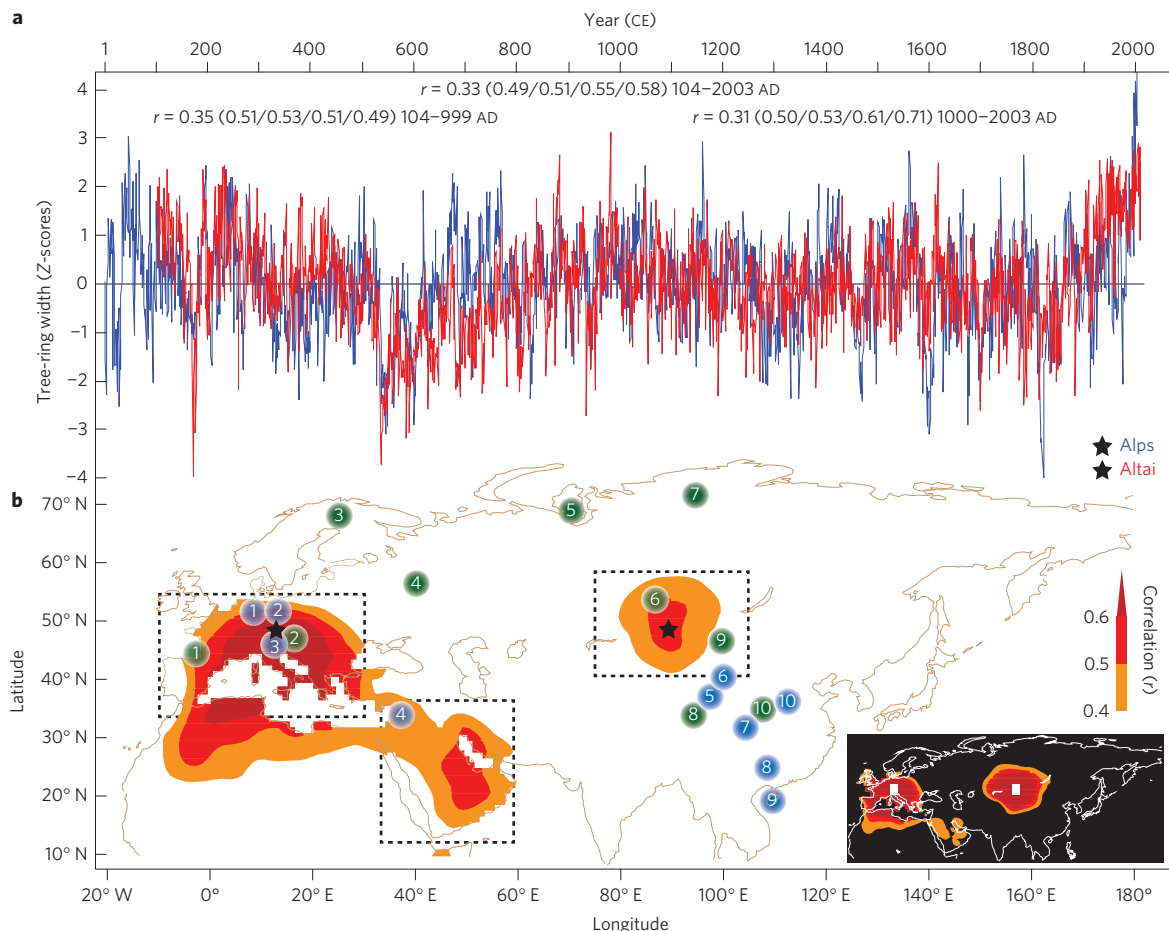 a
Year (CE)
1 200 400 600 800 1000 1200 1400 1600 1800 2000
r = 0.33 (0.49/0.51/0.55/0.58) 104–2003 AD
r = 0.35 (0.51/0.53/0.51/0.49) 104–999 AD
r = 0.31 (0.50/0.53/0.61/0.71) 1000–2003 AD
Tree-ring width (Z-scores)
4
3
2
1
0
−1
−2
−3
−4
Alps
Altai
b
70° N
60° N
50° N
40° N
30° N
20° N
10° N
Latitude
3
5
7
4
1
2
1
2
3
6
9
4
6
5
8
10
10
7
8
9
Correlation (r)
0.6
0.5
0.4
20° W 0° 20° E 40° E 60° E 80° E 100° E 120° E 140° E 160° E 180°
Longitude